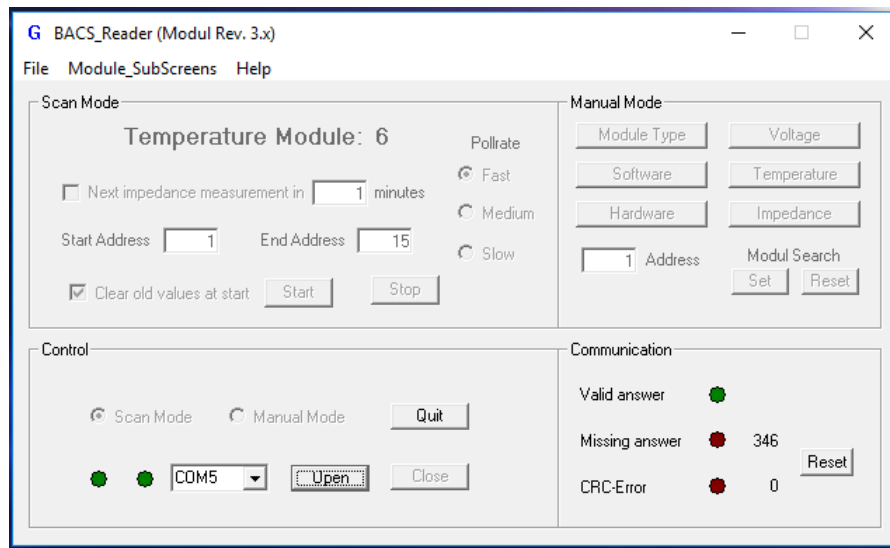 G BACS_Reader (Modul Rev. 3.x)
File Module_SubScreens Help
Scan Mode
Temperature Module: 6
Pollrate
Next impedance measurement in 1 minutes
Fast
Medium
Slow
Start Address 1 End Address 15
Clear old values at start Start Stop
Manual Mode
Module Type Voltage
Software Temperature
Hardware Impedance
1 Address
Modul Search
Set Reset
Control
Scan Mode Manual Mode Quit
COM5 Open Close
Communication
Valid answer
Missing answer 346
Reset
CRC-Error 0